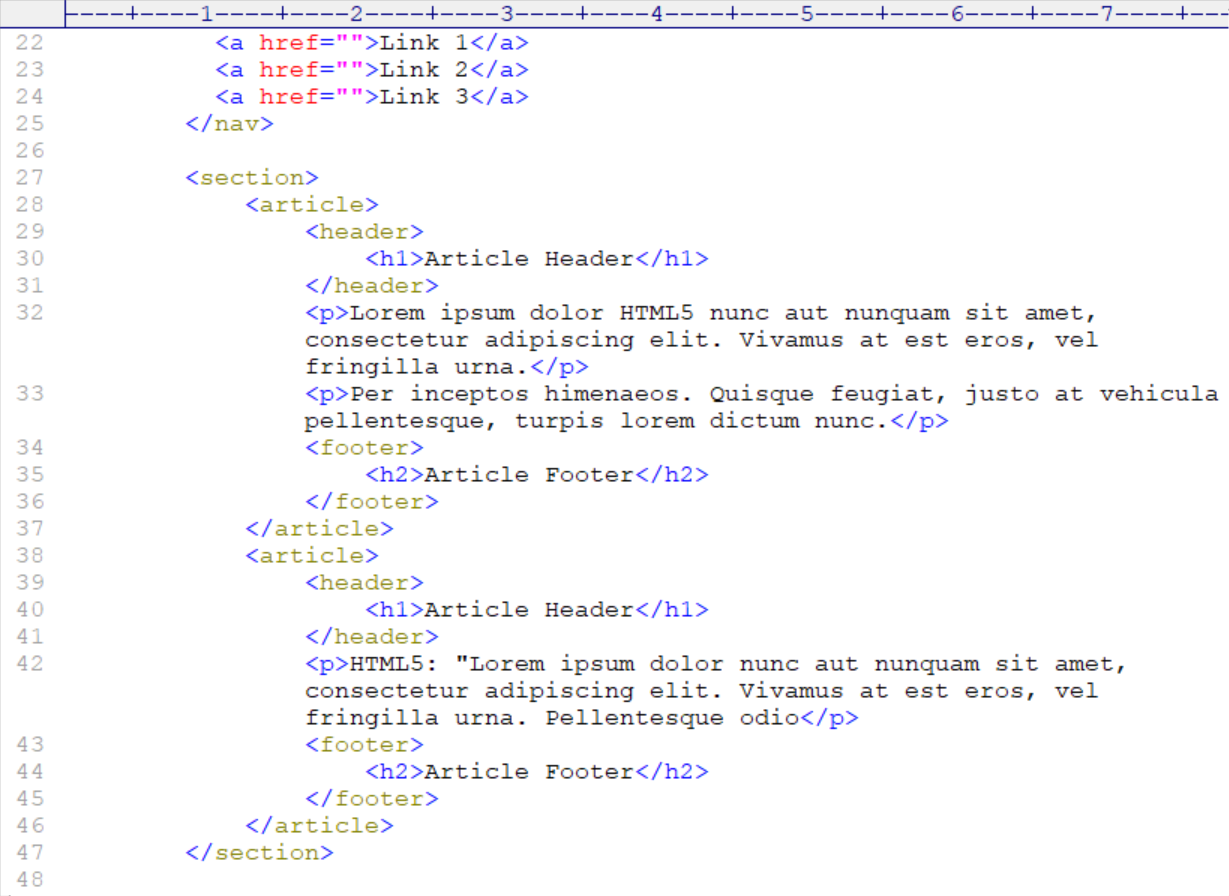 ----+----1----+----2----+----3----+----4----+----5----+----6----+----7----+---
22 <a href="">Link 1</a>
23 <a href="">Link 2</a>
24 <a href="">Link 3</a>
25 </nav>
26
27 <section>
28 <article>
29 <header>
30 <h1>Article Header</h1>
31 </header>
32 <p>Lorem ipsum dolor HTML5 nunc aut nunquam sit amet,
consectetur adipiscing elit. Vivamus at est eros, vel
fringilla urna.</p>
33 <p>Per inceptos himenaeos. Quisque feugiat, justo at vehicula
pellentesque, turpis lorem dictum nunc.</p>
34 <footer>
35 <h2>Article Footer</h2>
36 </footer>
37 </article>
38 <article>
39 <header>
40 <h1>Article Header</h1>
41 </header>
42 <p>HTML5: "Lorem ipsum dolor nunc aut nunquam sit amet,
consectetur adipiscing elit. Vivamus at est eros, vel
fringilla urna. Pellentesque odio</p>
43 <footer>
44 <h2>Article Footer</h2>
45 </footer>
46 </article>
47 </section>
48